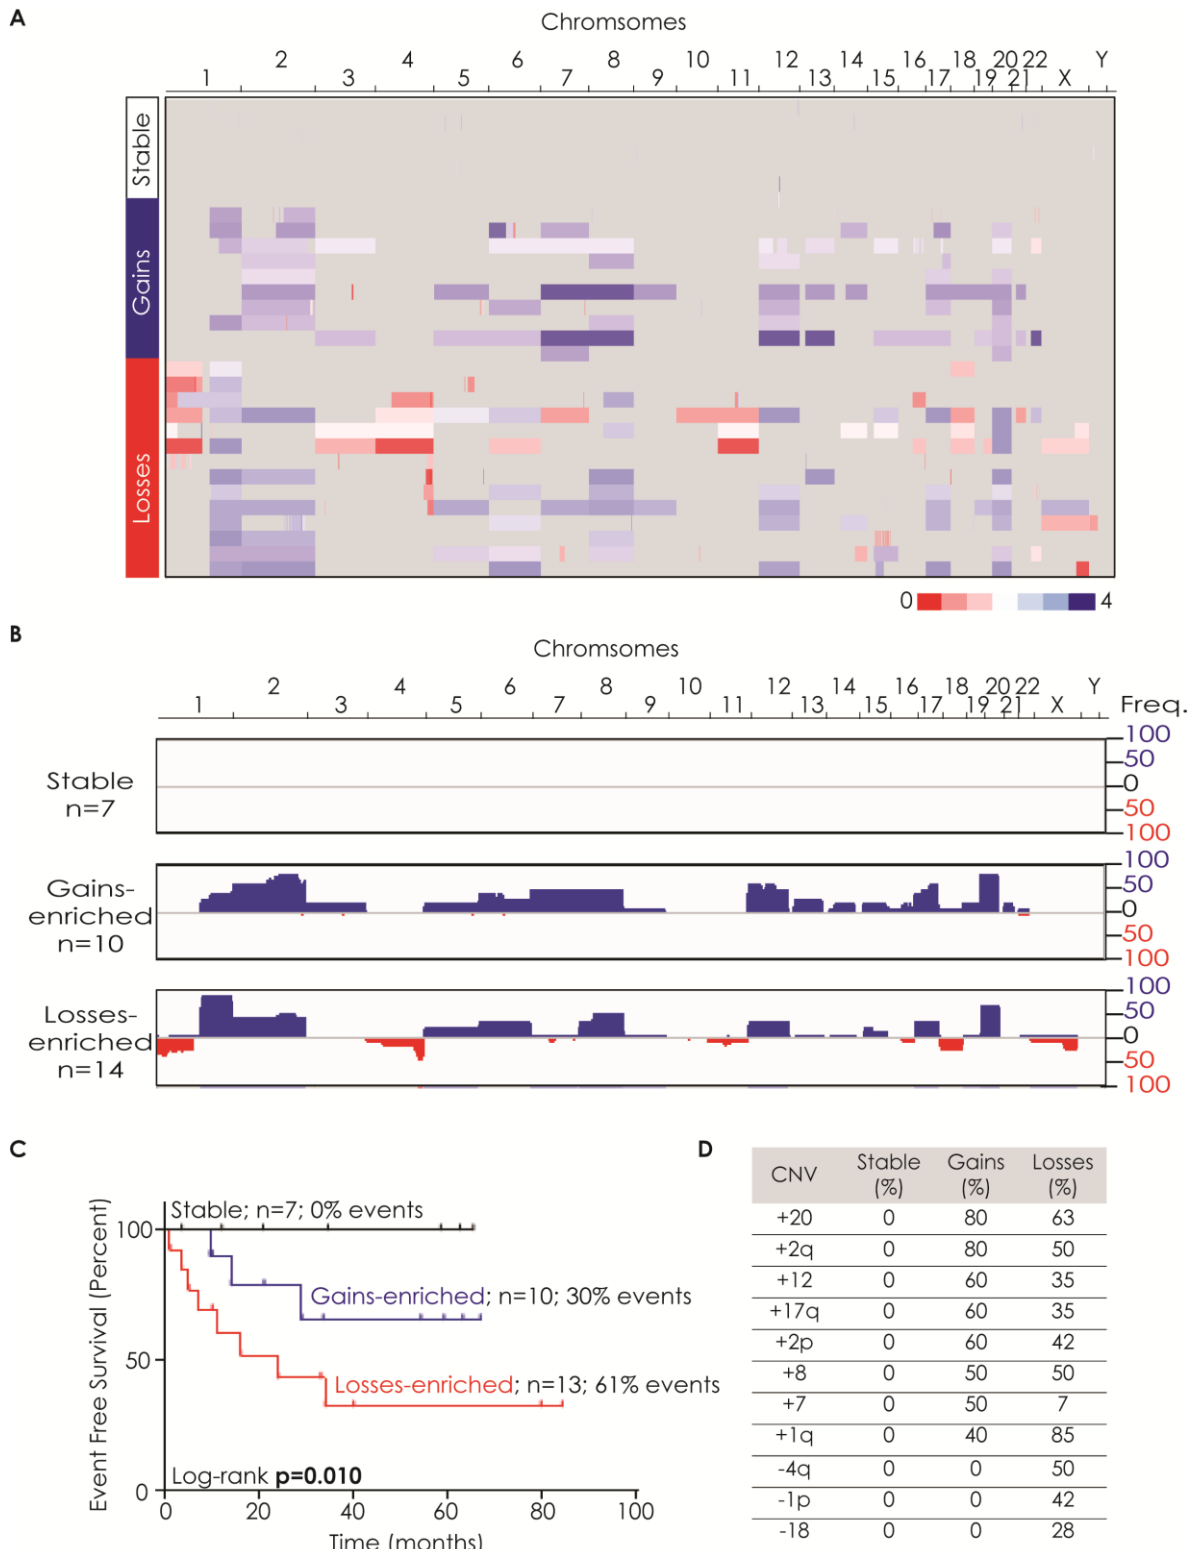 A
Chromsomes
2 4 6 8 10 12 14 16 18 20 22 Y
1 3 5 7 9 11 13 15 17 19 21 X
Stable
Gains
Losses
0 4
B
Chromsomes
2 4 6 8 10 12 14 16 18 20 22 Y
1 3 5 7 9 11 13 15 17 19 21 X Freq.
Stable
n=7
100
50
0
50
100
Gains-
enriched
n=10
100
50
0
50
100
Losses-
enriched
n=14
100
50
0
50
100
C
Event Free Survival (Percent)
100
50
0
Stable; n=7; 0% events
Gains-enriched; n=10; 30% events
Losses-enriched; n=13; 61% events
Log-rank p=0.010
0 20 40 60 80 100
Time (months)
D
CNV Stable (%) Gains (%) Losses (%)
+20 0 80 63
+2q 0 80 50
+12 0 60 35
+17q 0 60 35
+2p 0 60 42
+8 0 50 50
+7 0 50 7
+1q 0 40 85
-4q 0 0 50
-1p 0 0 42
-18 0 0 28